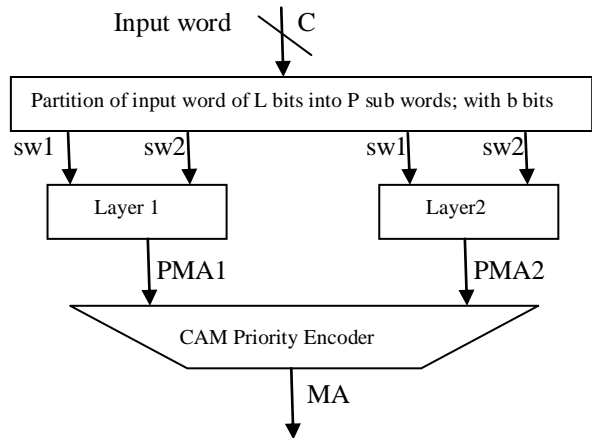 Input word C
Partition of input word of L bits into P sub words; with b bits
sw1 sw2 sw1 sw2
Layer 1 Layer2
PMA1 PMA2
CAM Priority Encoder
MA